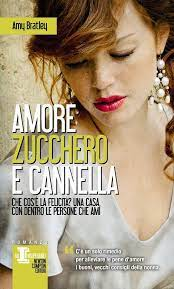 Amy Bratley
AMORE
ZUCCHERO
E CANNELLA
CHE COS'È LA FELICITÀ? UNA CASA
CON DENTRO LE PERSONE CHE AMI
ROMANZO
"C'è un solo rimedio
per alleviare le pene d'amore.
I buoni, vecchi consigli della nonna.